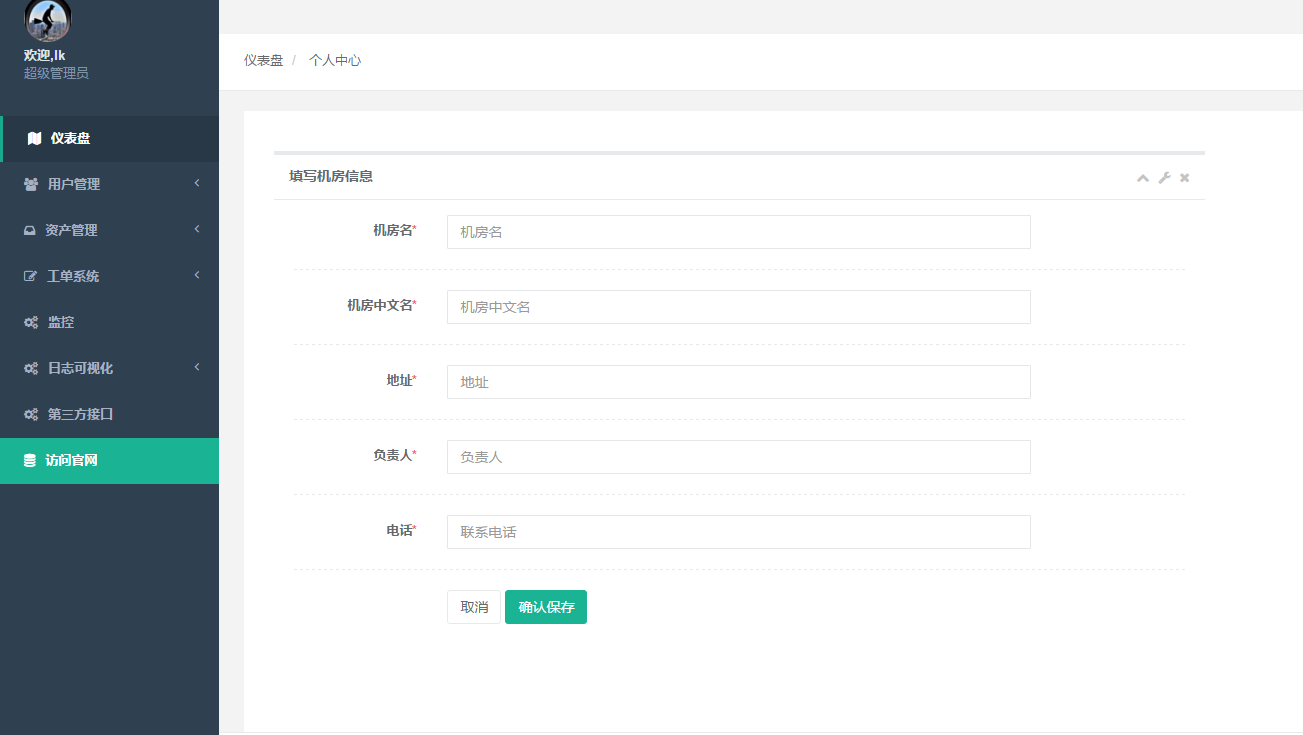 欢迎,lk
超级管理员
仪表盘
用户管理
资产管理
工单系统
监控
日志可视化
第三方接口
访问官网
仪表盘 / 个人中心
填写机房信息
机房名* 机房名
机房中文名* 机房中文名
地址* 地址
负责人* 负责人
电话* 联系电话
取消 确认保存